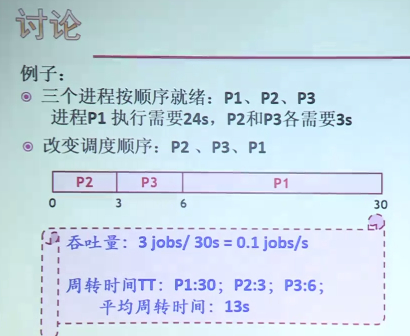 讨论
例子：
三个进程按顺序就绪：P1、P2、P3
进程P1 执行需要24s，P2和P3各需要3s
改变调度顺序：P2 、P3、P1
P2 P3 P1
0 3 6 30
吞吐量：3 jobs/ 30s = 0.1 jobs/s
周转时间TT：P1:30；P2:3；P3:6；
平均周转时间：13s